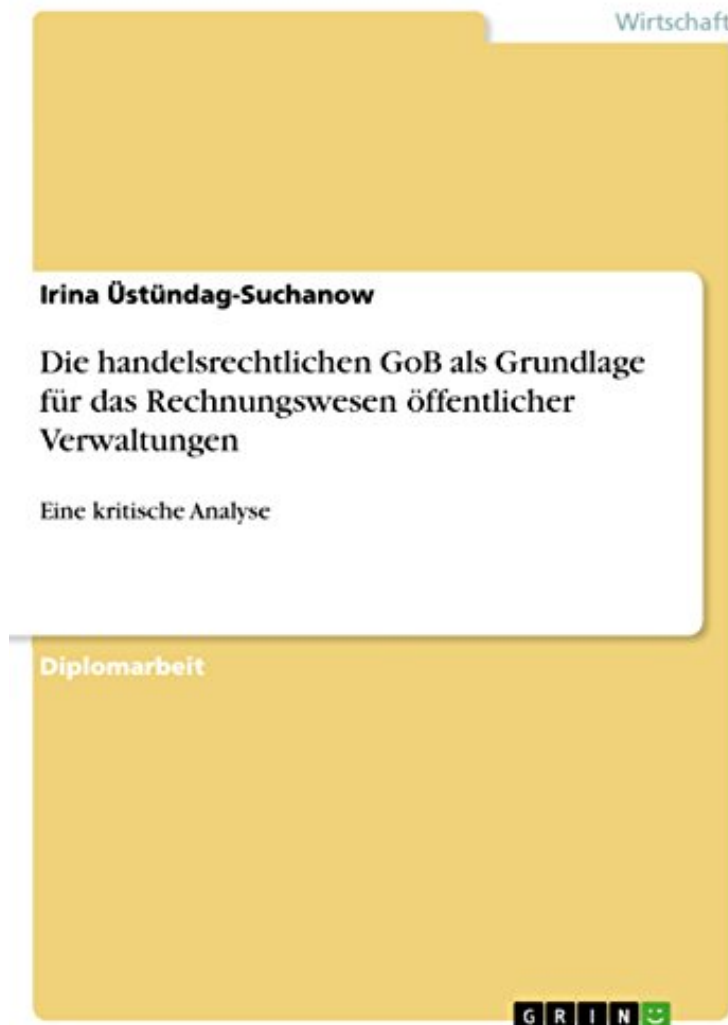 Wirtschaft
Irina Üstündag-Suchanow
Die handelsrechtlichen GoB als Grundlage
für das Rechnungswesen öffentlicher
Verwaltungen
Eine kritische Analyse
Diplomarbeit
GRIN